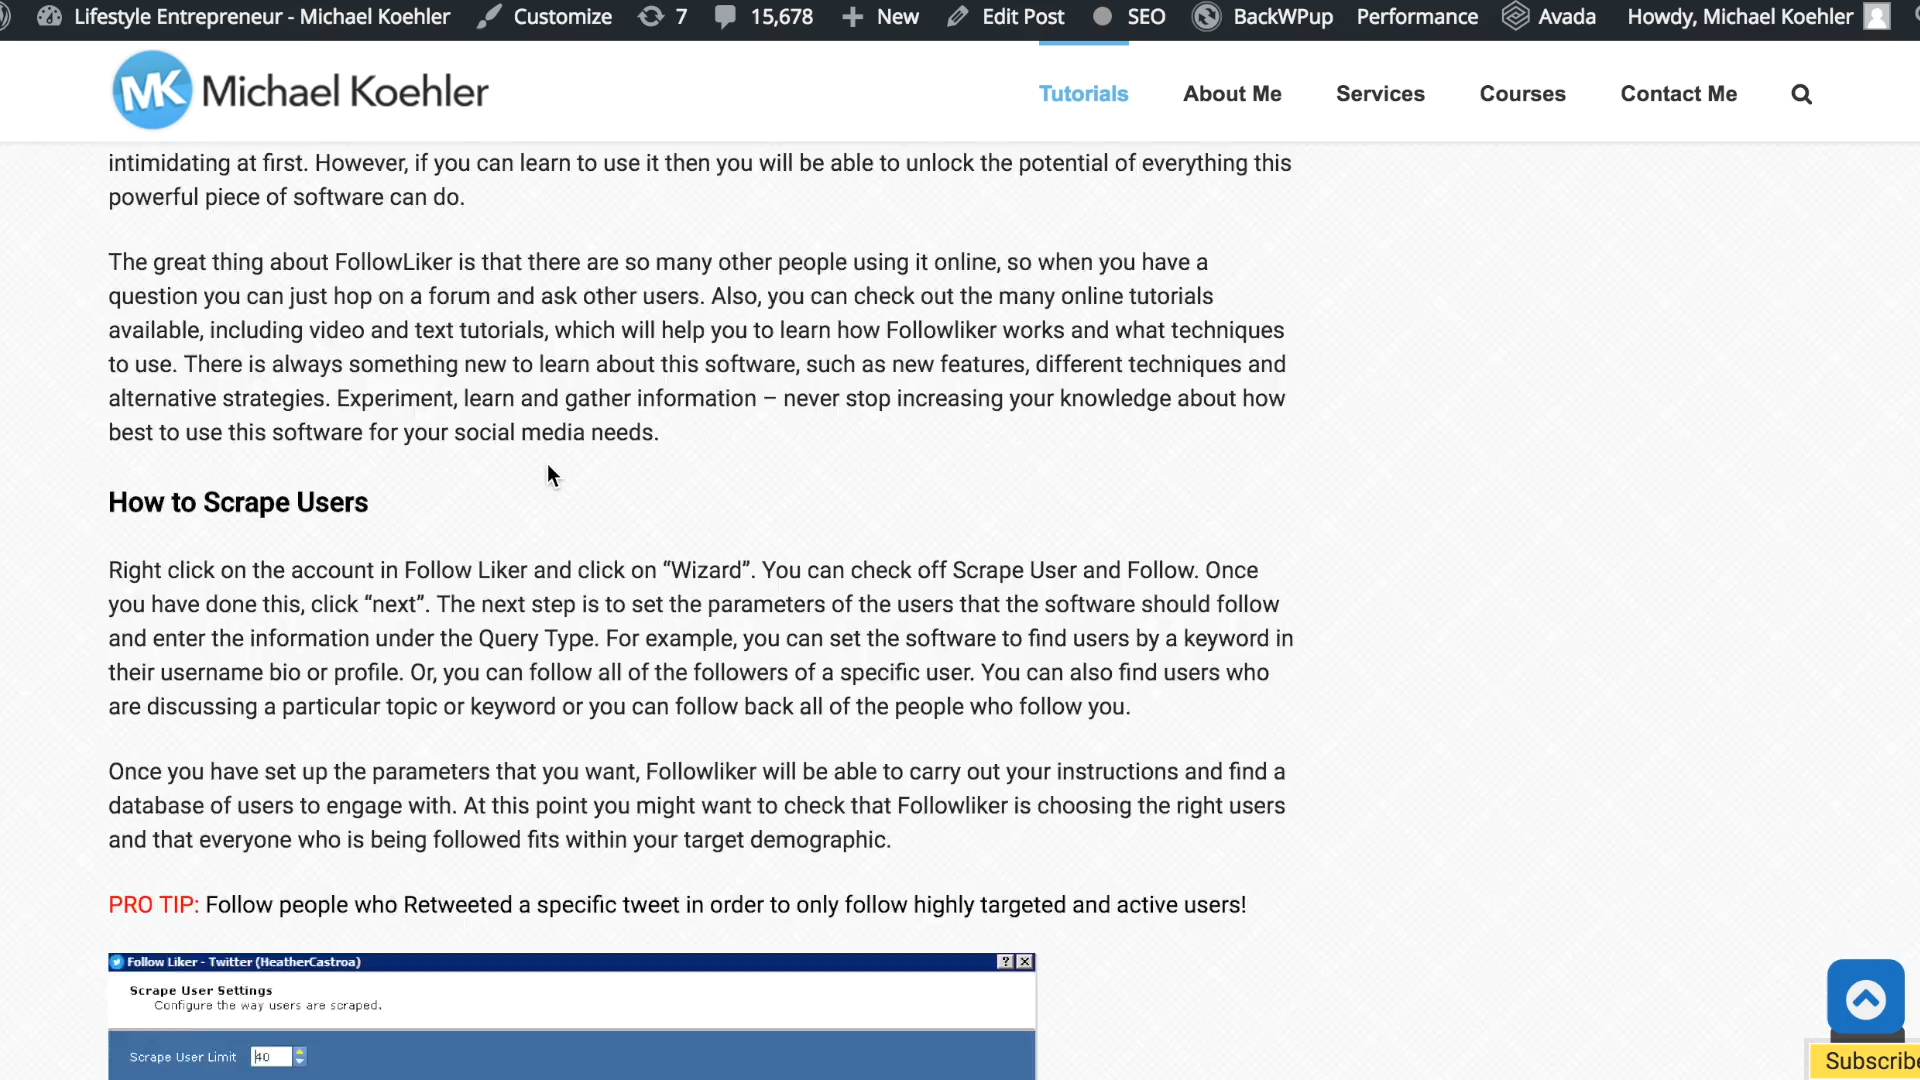 Lifestyle Entrepreneur - Michael Koehler Customize 7 15,678 New Edit Post SEO BackWPup Performance Avada Howdy, Michael Koehler
MK Michael Koehler Tutorials About Me Services Courses Contact Me
intimidating at first. However, if you can learn to use it then you will be able to unlock the potential of everything this
powerful piece of software can do.
The great thing about FollowLiker is that there are so many other people using it online, so when you have a
question you can just hop on a forum and ask other users. Also, you can check out the many online tutorials
available, including video and text tutorials, which will help you to learn how Followliker works and what techniques
to use. There is always something new to learn about this software, such as new features, different techniques and
alternative strategies. Experiment, learn and gather information – never stop increasing your knowledge about how
best to use this software for your social media needs.
How to Scrape Users
Right click on the account in Follow Liker and click on “Wizard”. You can check off Scrape User and Follow. Once
you have done this, click “next”. The next step is to set the parameters of the users that the software should follow
and enter the information under the Query Type. For example, you can set the software to find users by a keyword in
their username bio or profile. Or, you can follow all of the followers of a specific user. You can also find users who
are discussing a particular topic or keyword or you can follow back all of the people who follow you.
Once you have set up the parameters that you want, Followliker will be able to carry out your instructions and find a
database of users to engage with. At this point you might want to check that Followliker is choosing the right users
and that everyone who is being followed fits within your target demographic.
PRO TIP: Follow people who Retweeted a specific tweet in order to only follow highly targeted and active users!
Follow Liker - Twitter (HeatherCastroa)
Scrape User Settings
Configure the way users are scraped.
Scrape User Limit 40
Subscribe